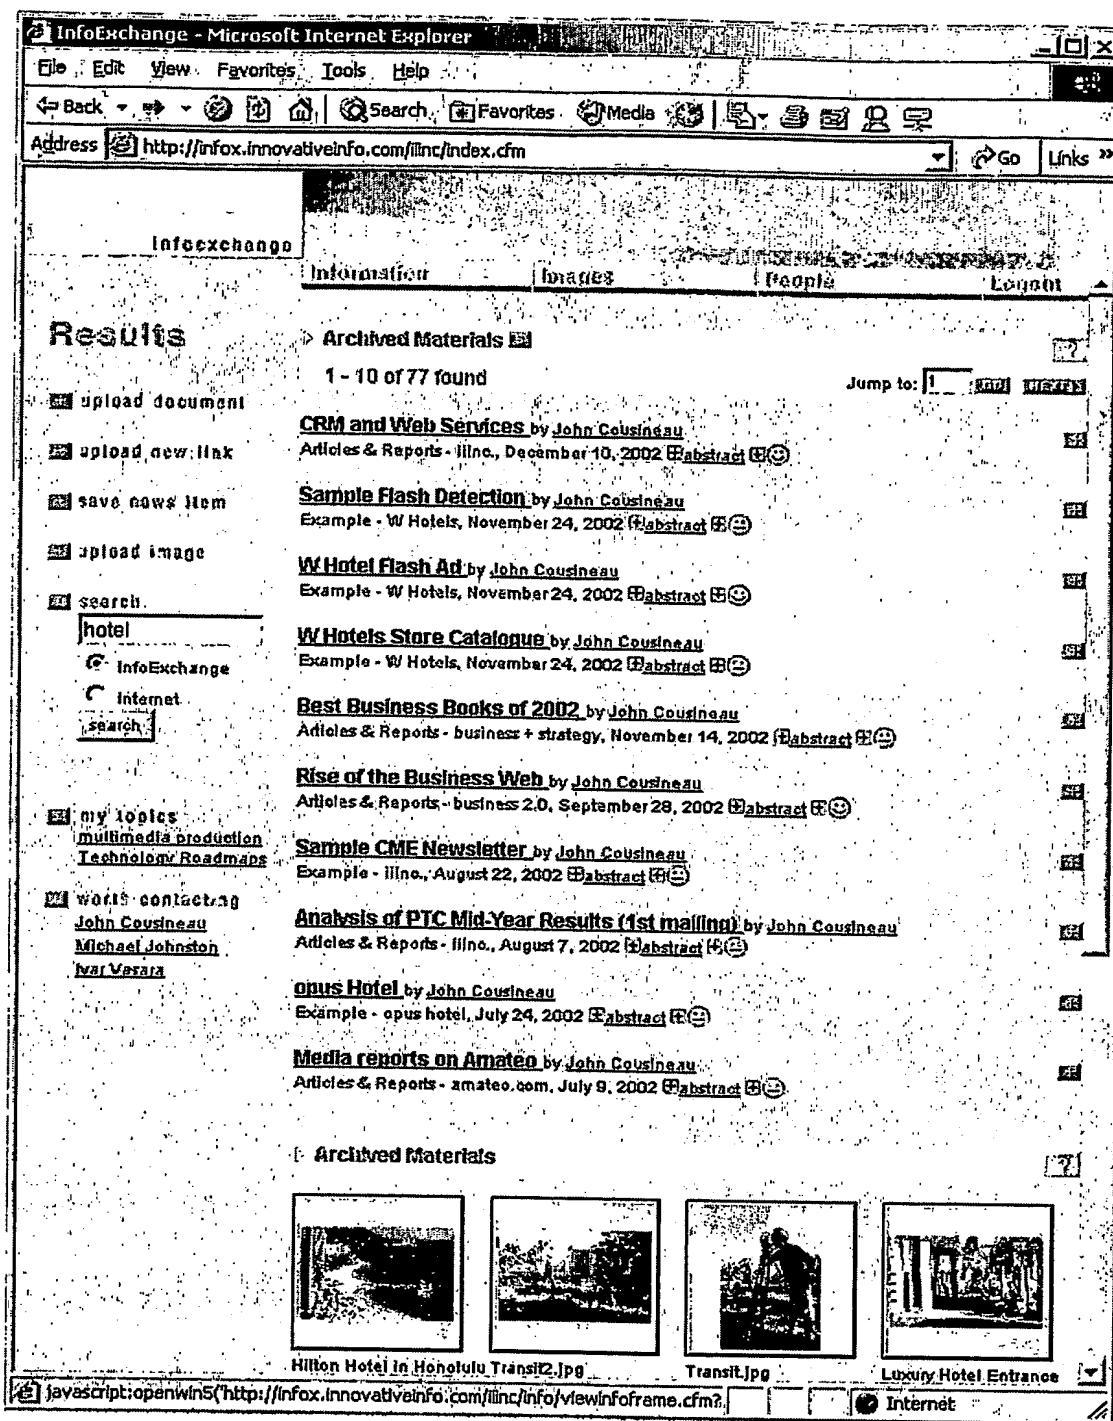 InfoExchange - Microsoft Internet Explorer
File Edit View Favorites Tools Help
Back Search Favorites Media
Address http://infox.innovativeinfo.com/iiinc/index.cfm Go Links »
Infoexchange
Information Images People Logout
Results
upload document
upload new link
save news item
upload image
search
hotel
InfoExchange
Internet
search
my topics
multimedia production
Technology Roadmaps
worth contacting
John Cousineau
Michael Johnston
Ivar Vasara
Archived Materials
?
1 - 10 of 77 found
Jump to: 1
CRM and Web Services by John Cousineau
Articles & Reports - iiinc., December 10, 2002 abstract
Sample Flash Detection by John Cousineau
Example - W Hotels, November 24, 2002 abstract
W Hotel Flash Ad by John Cousineau
Example - W Hotels, November 24, 2002 abstract
W Hotels Store Catalogue by John Cousineau
Example - W Hotels, November 24, 2002 abstract
Best Business Books of 2002 by John Cousineau
Articles & Reports - business + strategy, November 14, 2002 abstract
Rise of the Business Web by John Cousineau
Articles & Reports - business 2.0, September 28, 2002 abstract
Sample CME Newsletter by John Cousineau
Example - iiinc., August 22, 2002 abstract
Analysis of PTC Mid-Year Results (1st mailing) by John Cousineau
Articles & Reports - iiinc., August 7, 2002 abstract
opus Hotel by John Cousineau
Example - opus hotel, July 24, 2002 abstract
Media reports on Amateo by John Cousineau
Articles & Reports - amateo.com, July 9, 2002 abstract
Archived Materials
?
Hilton Hotel in Honolulu Transit2.jpg Transit.jpg Luxury Hotel Entrance
javascript:openwin5('http://infox.innovativeinfo.com/iiinc/info/viewinfoframe.cfm? Internet